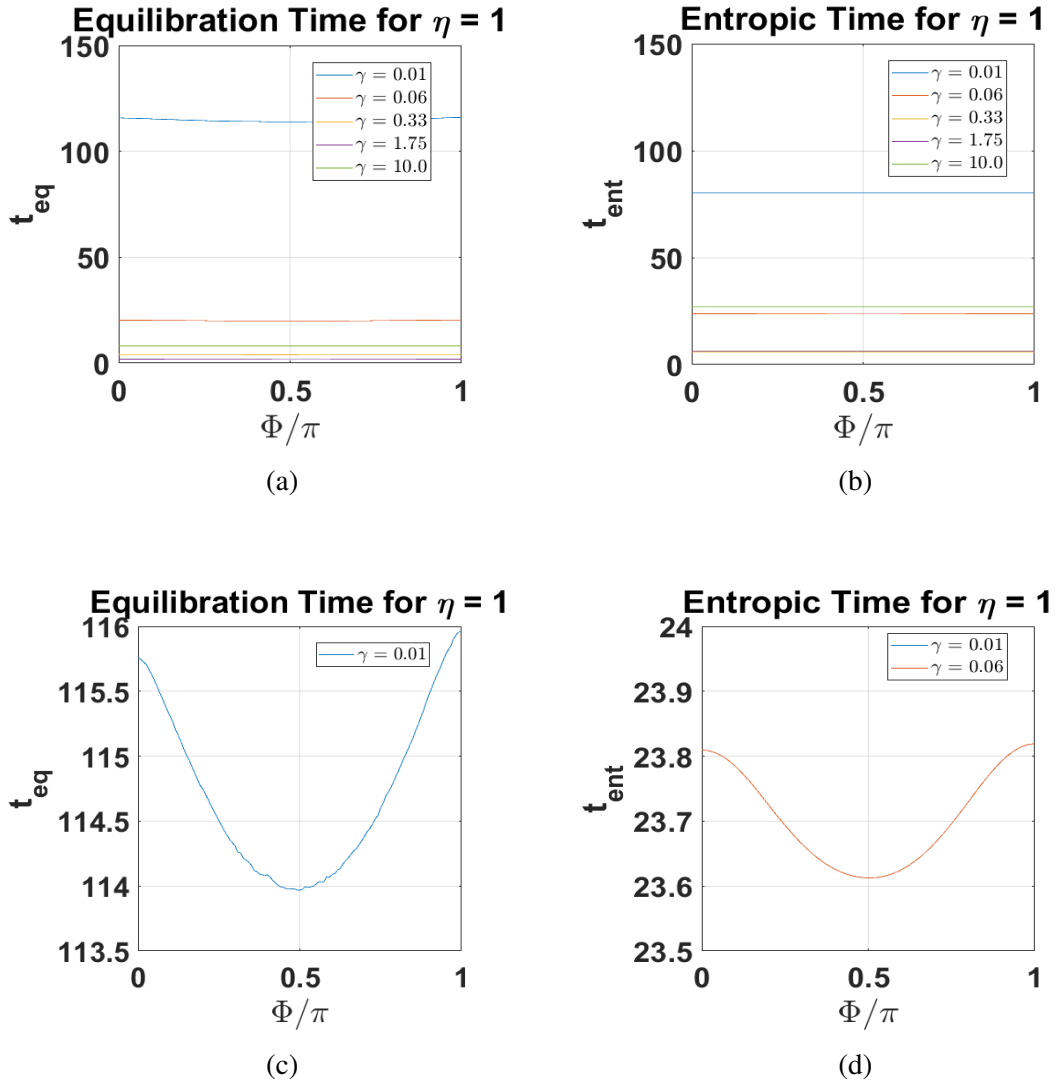 Equilibration Time for η = 1
150
100
50
0
t_eq
γ = 0.01
γ = 0.06
γ = 0.33
γ = 1.75
γ = 10.0
0
0.5
1
Φ/π
(a)
Entropic Time for η = 1
150
100
50
0
t_ent
γ = 0.01
γ = 0.06
γ = 0.33
γ = 1.75
γ = 10.0
0
0.5
1
Φ/π
(b)
Equilibration Time for η = 1
116
115.5
115
114.5
114
113.5
t_eq
γ = 0.01
0
0.5
1
Φ/π
(c)
Entropic Time for η = 1
24
23.9
23.8
23.7
23.6
23.5
t_ent
γ = 0.01
γ = 0.06
0
0.5
1
Φ/π
(d)